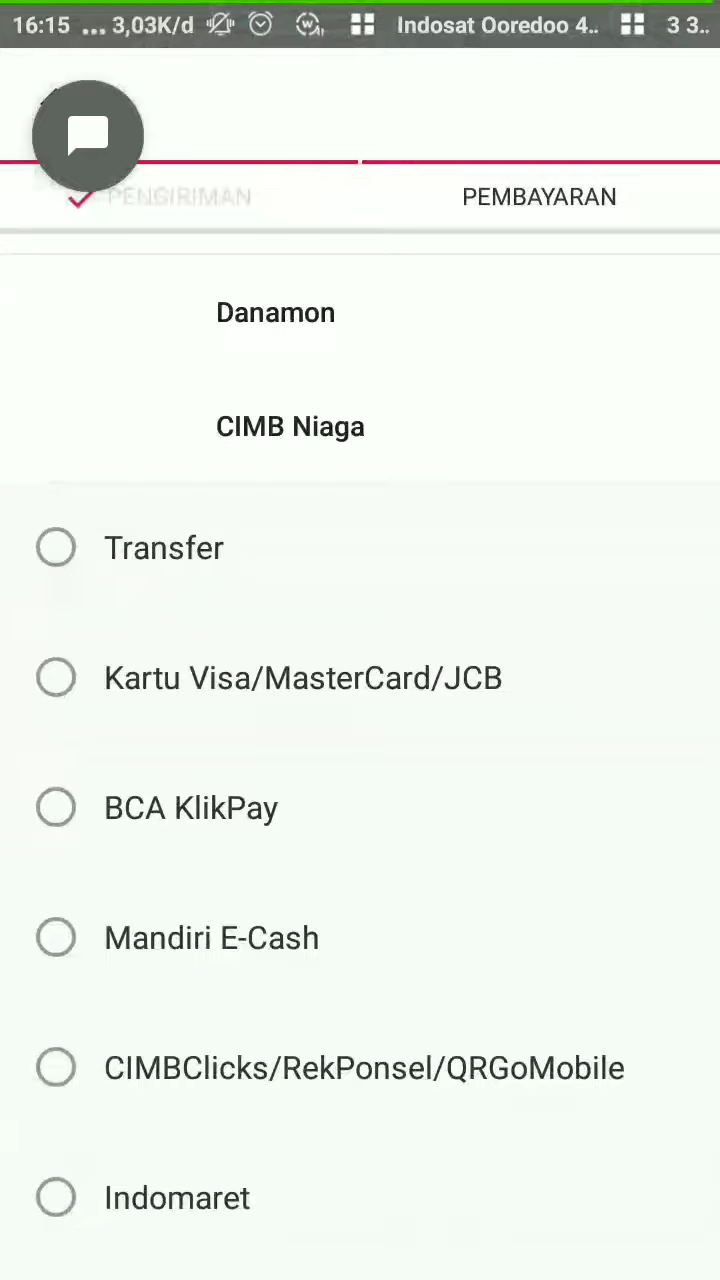 16:15 ... 3,03K/d Indosat Ooredoo 4.. 3 3..
PENGIRIMAN PEMBAYARAN
Danamon
CIMB Niaga
Transfer
Kartu Visa/MasterCard/JCB
BCA KlikPay
Mandiri E-Cash
CIMBClicks/RekPonsel/QRGoMobile
Indomaret